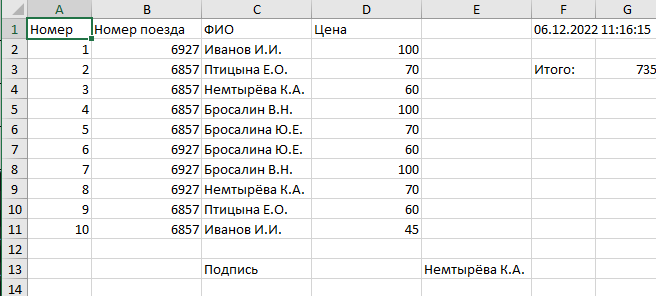 A B C D E F G
1 Номер Номер поезда ФИО Цена 06.12.2022 11:16:15
2 1 6927 Иванов И.И. 100
3 2 6857 Птицына Е.О. 70 Итого: 735
4 3 6857 Немтырёва К.А. 60
5 4 6857 Бросалин В.Н. 100
6 5 6857 Бросалина Ю.Е. 70
7 6 6927 Бросалина Ю.Е. 60
8 7 6927 Бросалин В.Н. 100
9 8 6927 Немтырёва К.А. 70
10 9 6857 Птицына Е.О. 60
11 10 6857 Иванов И.И. 45
12
13 Подпись Немтырёва К.А.
14